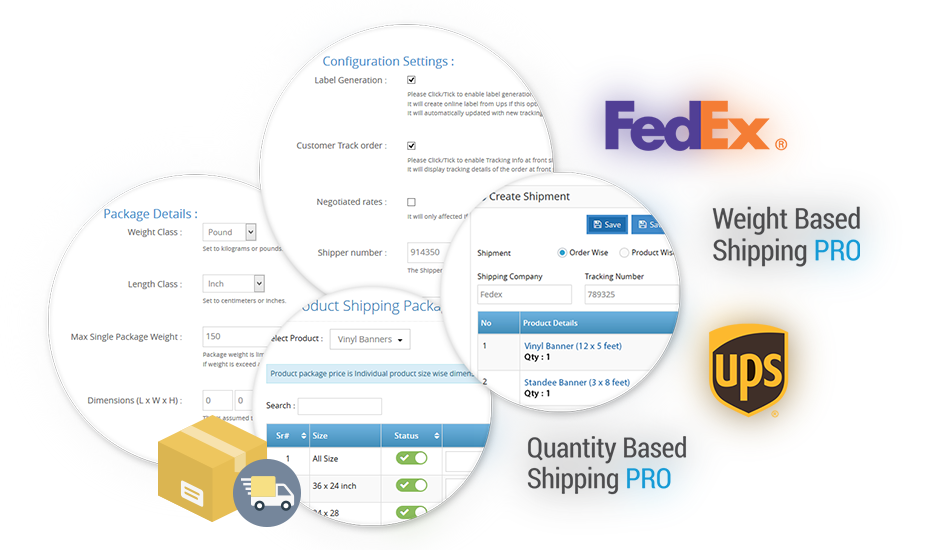 Configuration Settings :
Label Generation :
Please Click/Tick to enable label generation
It will create online label from Ups if this
It will automatically updated with new tracking
Customer Track order :
Please Click/Tick to enable Tracking info at front
It will display tracking details of the order at front
Negotiated rates :
It will only affected
Shipper number :
914350
The Shipper
Package Details :
Weight Class :
Pound
Set to kilograms or pounds.
Length Class :
Inch
Set to centimeters or inches.
Max Single Package Weight :
150
Package weight is
If weight is exceed
Dimensions (L x W x H) :
0
0
assumed
Create Shipment
Save
Shipment
Order Wise
Product
Shipping Company
Tracking Number
Fedex
789325
No
Product Details
1
Vinyl Banner (12 x 5 feet)
Qty : 1
2
Standee Banner (3 x 8 feet)
Qty : 1
Shipping
Product :
Vinyl Banners
Product package price is Individual product size wise
Search :
Sr#
Size
Status
1
All Size
36 x 24 inch
x 28
FedEx ®
Weight Based
Shipping PRO
ups ®
Quantity Based
Shipping PRO